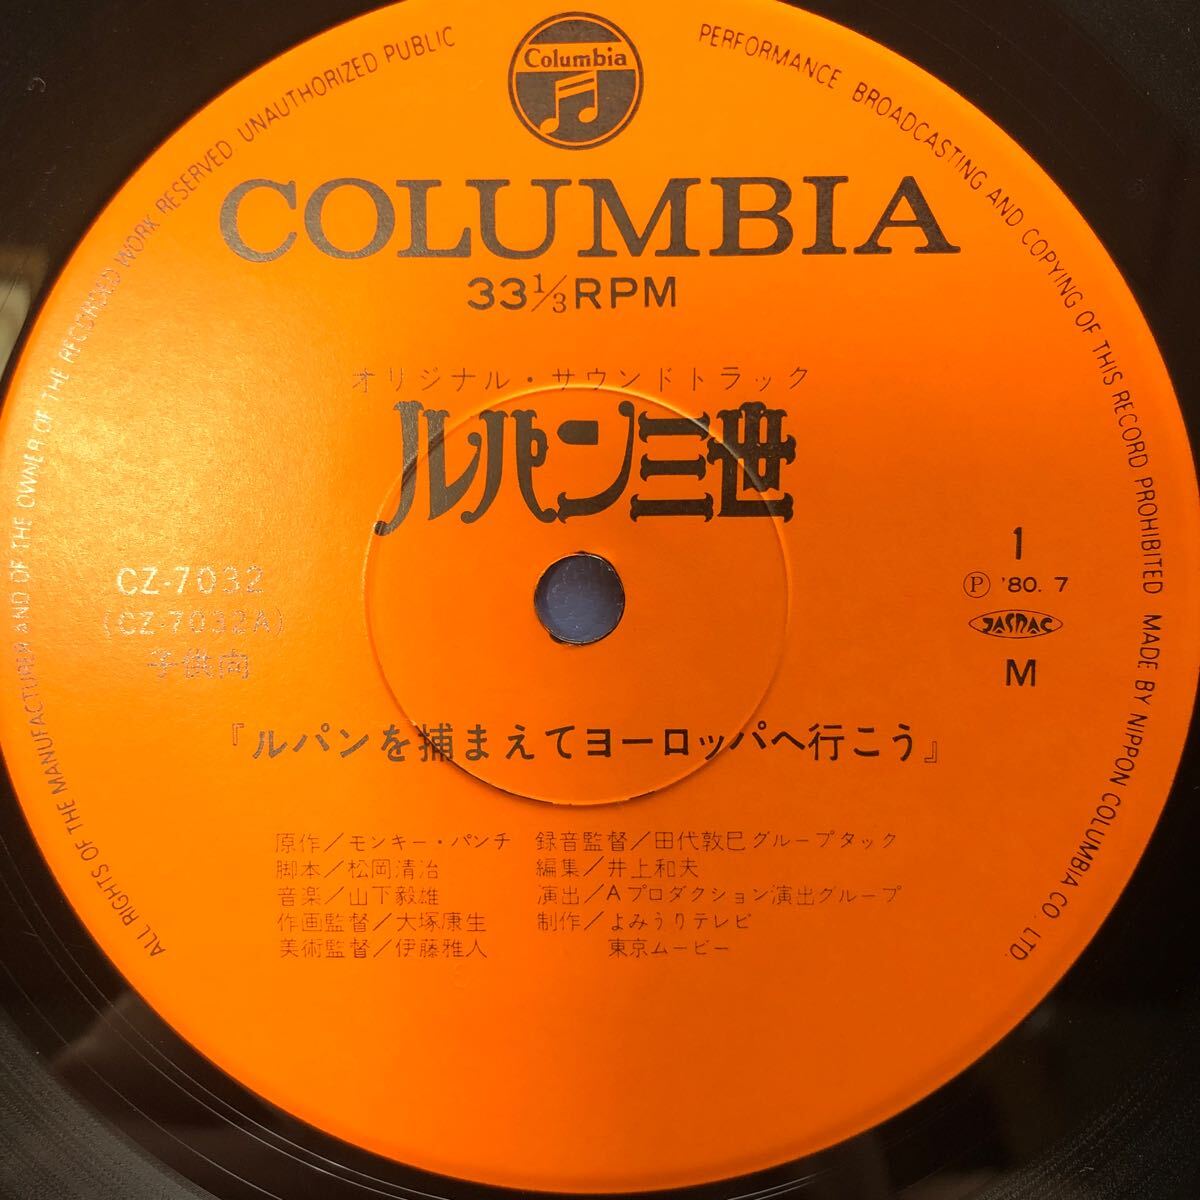 ALL RIGHTS OF THE MANUFACTURER AND OF THE OWNER OF THE RECORDED WORK RESERVED UNAUTHORIZED PUBLIC PERFORMANCE BROADCASTING AND COPYING OF THIS RECORD PROHIBITED MADE BY NIPPON COLUMBIA CO. LTD.
Columbia
COLUMBIA
33 1/3 RPM
オリジナル・サウンドトラック
ルパン三世
CZ-7032
(CZ-7032A)
子供向
1
Ⓟ '80. 7
JASRAC
M
『ルパンを捕まえてヨーロッパへ行こう』
原作／モンキー・パンチ
脚本／松岡清治
音楽／山下毅雄
作画監督／大塚康生
美術監督／伊藤雅人
録音監督／田代敦巳グループタック
編集／井上和夫
演出／Aプロダクション演出グループ
制作／よみうりテレビ
東京ムービー